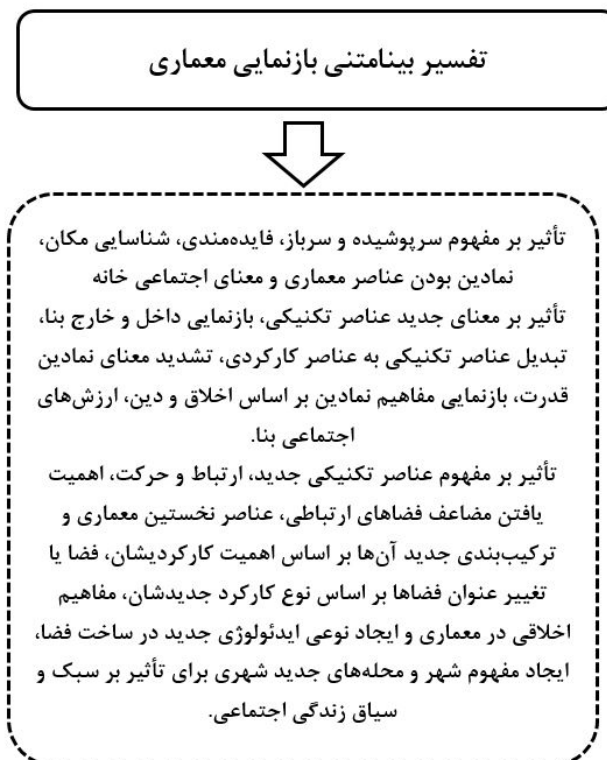 تفسیر بینامتنی بازنمایی معماری
تأثیر بر مفهوم سرپوشیده و سرباز، فایده‌مندی، شناسایی مکان،
نمادین بودن عناصر معماری و معنای اجتماعی خانه
تأثیر بر معنای جدید عناصر تکنیکی، بازنمایی داخل و خارج بنا،
تبدیل عناصر تکنیکی به عناصر کارکردی، تشدید معنای نمادین
قدرت، بازنمایی مفاهیم نمادین بر اساس اخلاق و دین، ارزش‌های
اجتماعی بنا.
تأثیر بر مفهوم عناصر تکنیکی جدید، ارتباط و حرکت، اهمیت
یافتن مضاعف فضاهای ارتباطی، عناصر نخستین معماری و
ترکیب‌بندی جدید آن‌ها بر اساس اهمیت کارکردیشان، فضا یا
تغییر عنوان فضاها بر اساس نوع کارکرد جدیدشان، مفاهیم
اخلاقی در معماری و ایجاد نوعی ایدئولوژی جدید در ساخت فضا،
ایجاد مفهوم شهر و محله‌های جدید شهری برای تأثیر بر سبک و
سیاق زندگی اجتماعی.